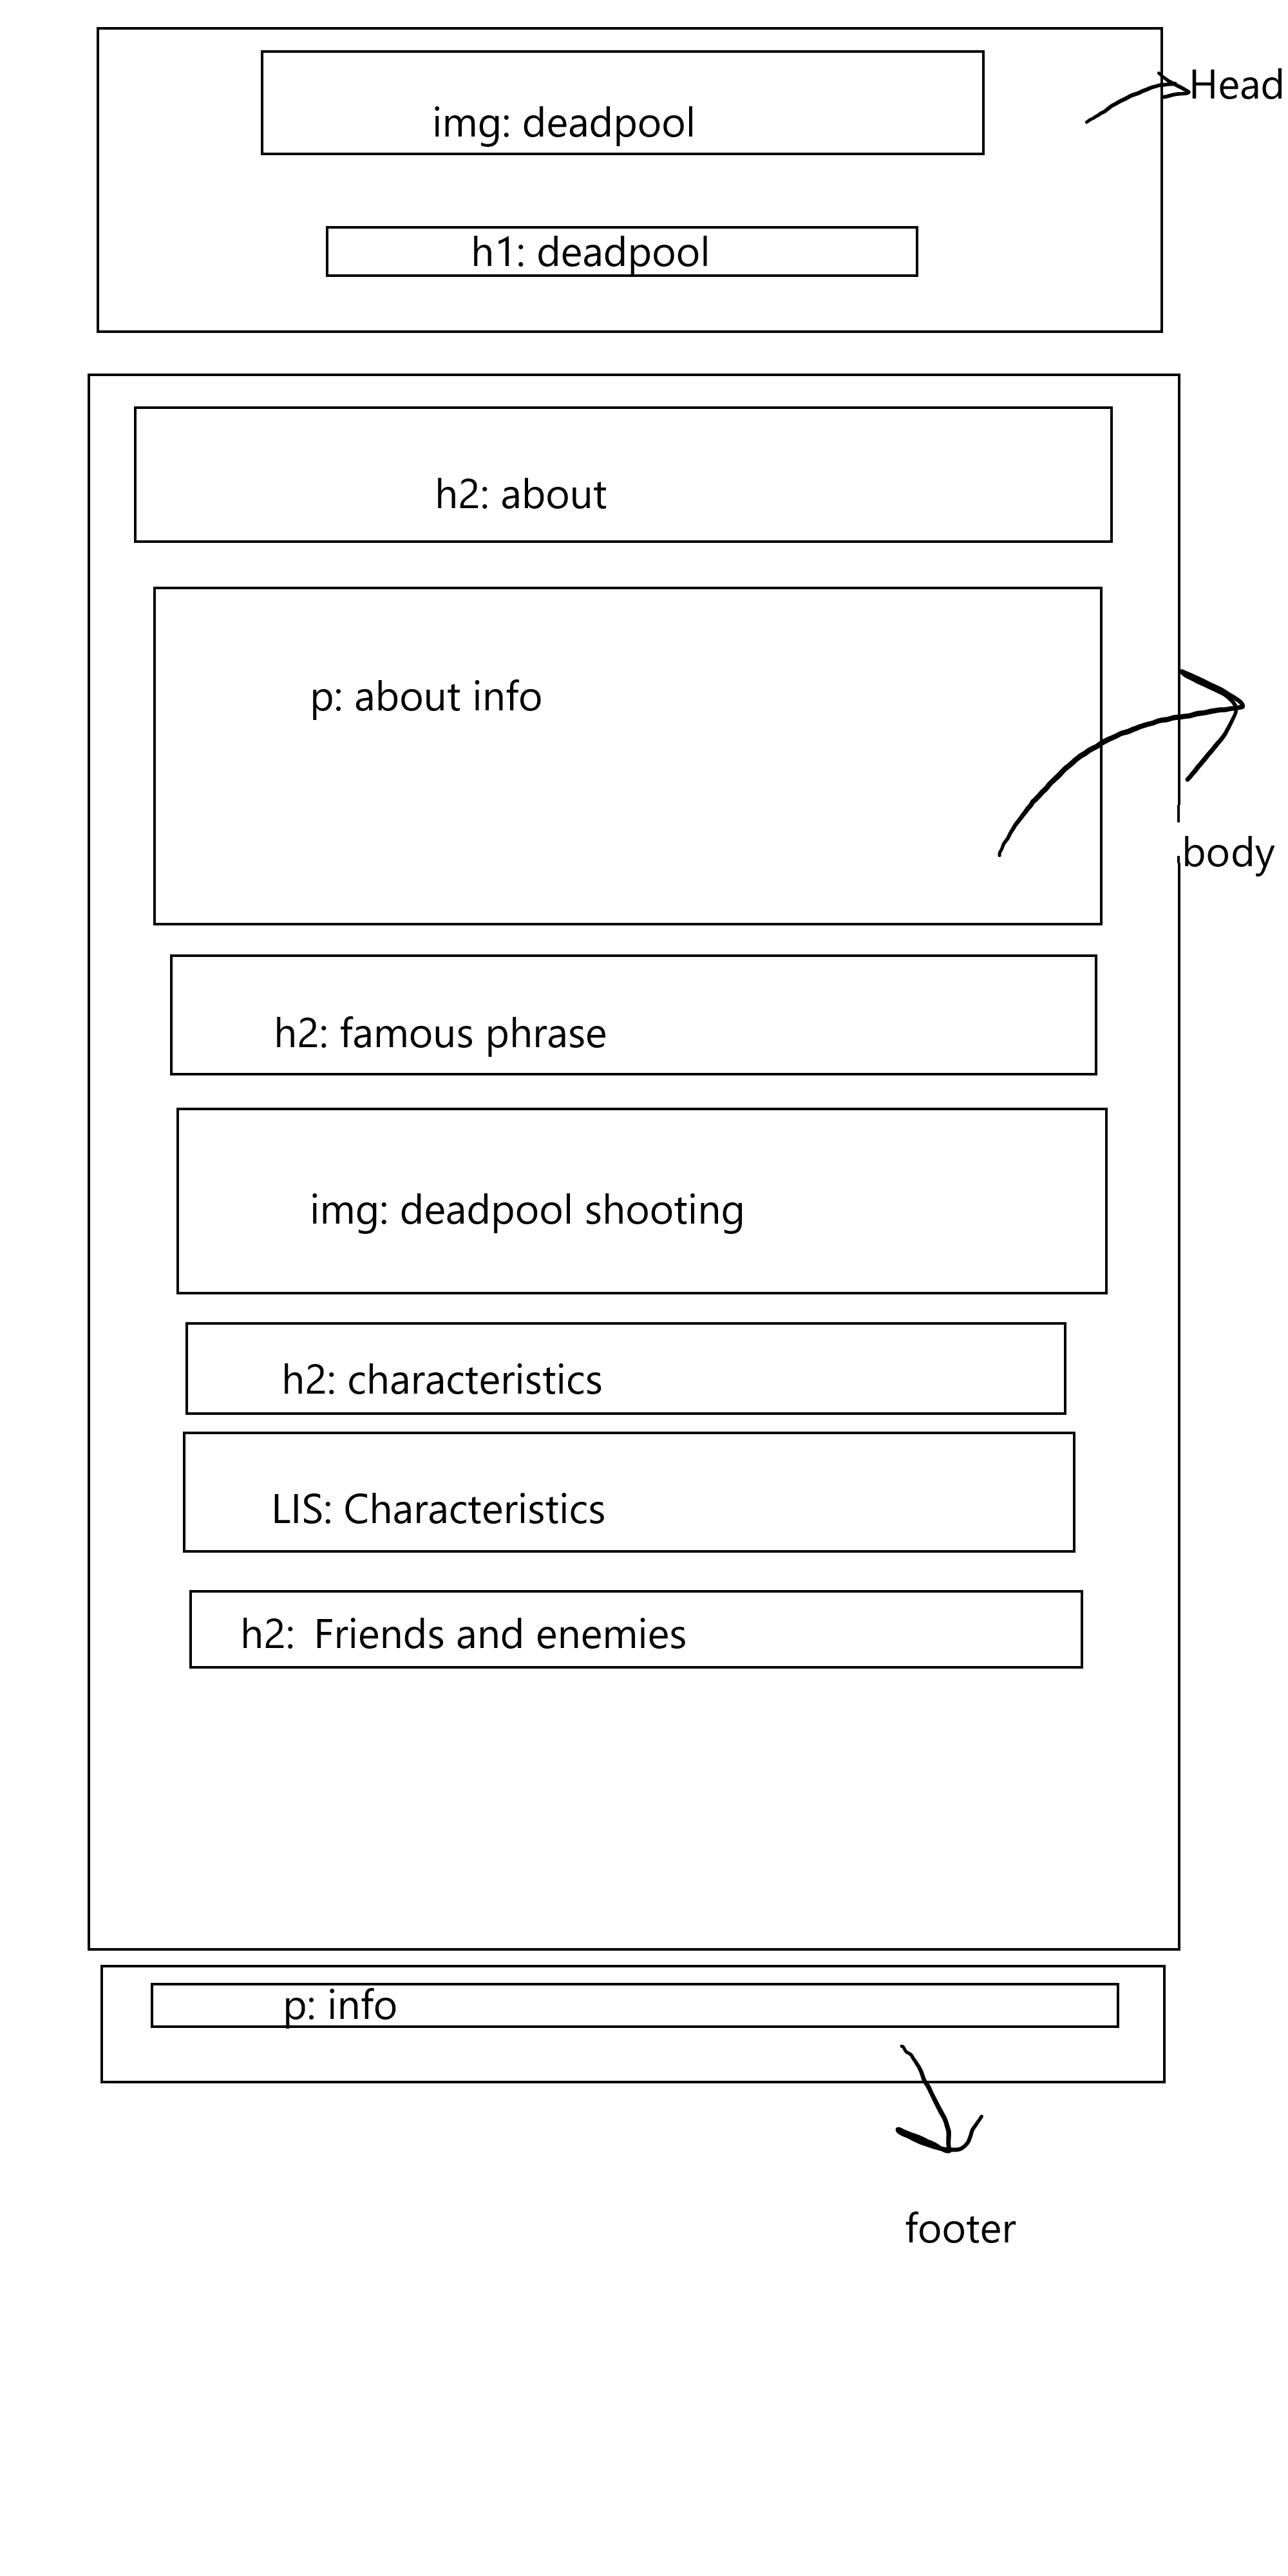 img: deadpool
Head
h1: deadpool
h2: about
p: about info
body
h2: famous phrase
img: deadpool shooting
h2: characteristics
LIS: Characteristics
h2: Friends and enemies
p: info
footer